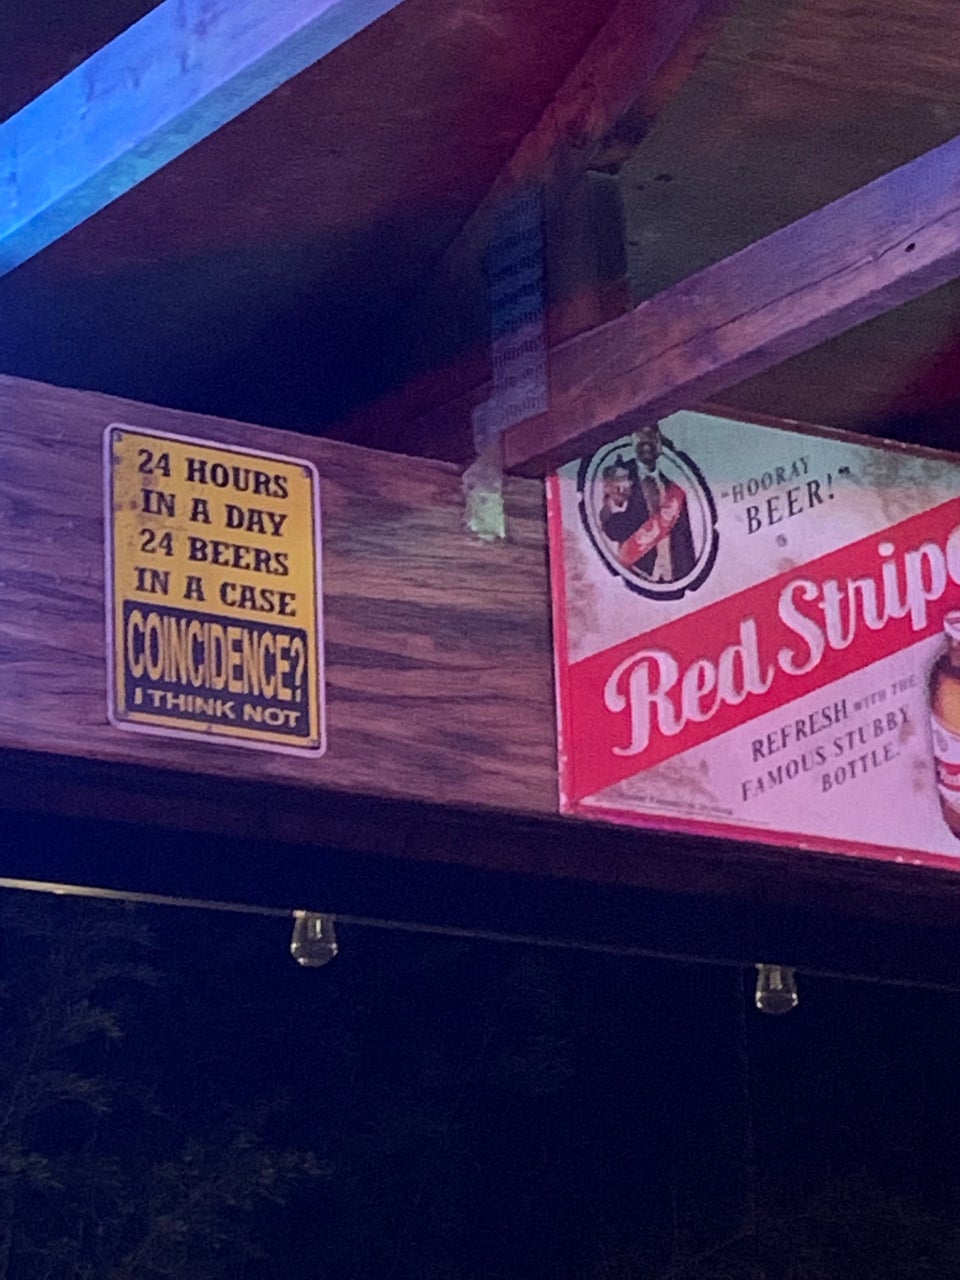 24 HOURS
IN A DAY
24 BEERS
IN A CASE
COINCIDENCE?
I THINK NOT
"HOORAY
BEER!"
Red Stripe
REFRESH WITH THE
FAMOUS STUBBY
BOTTLE.